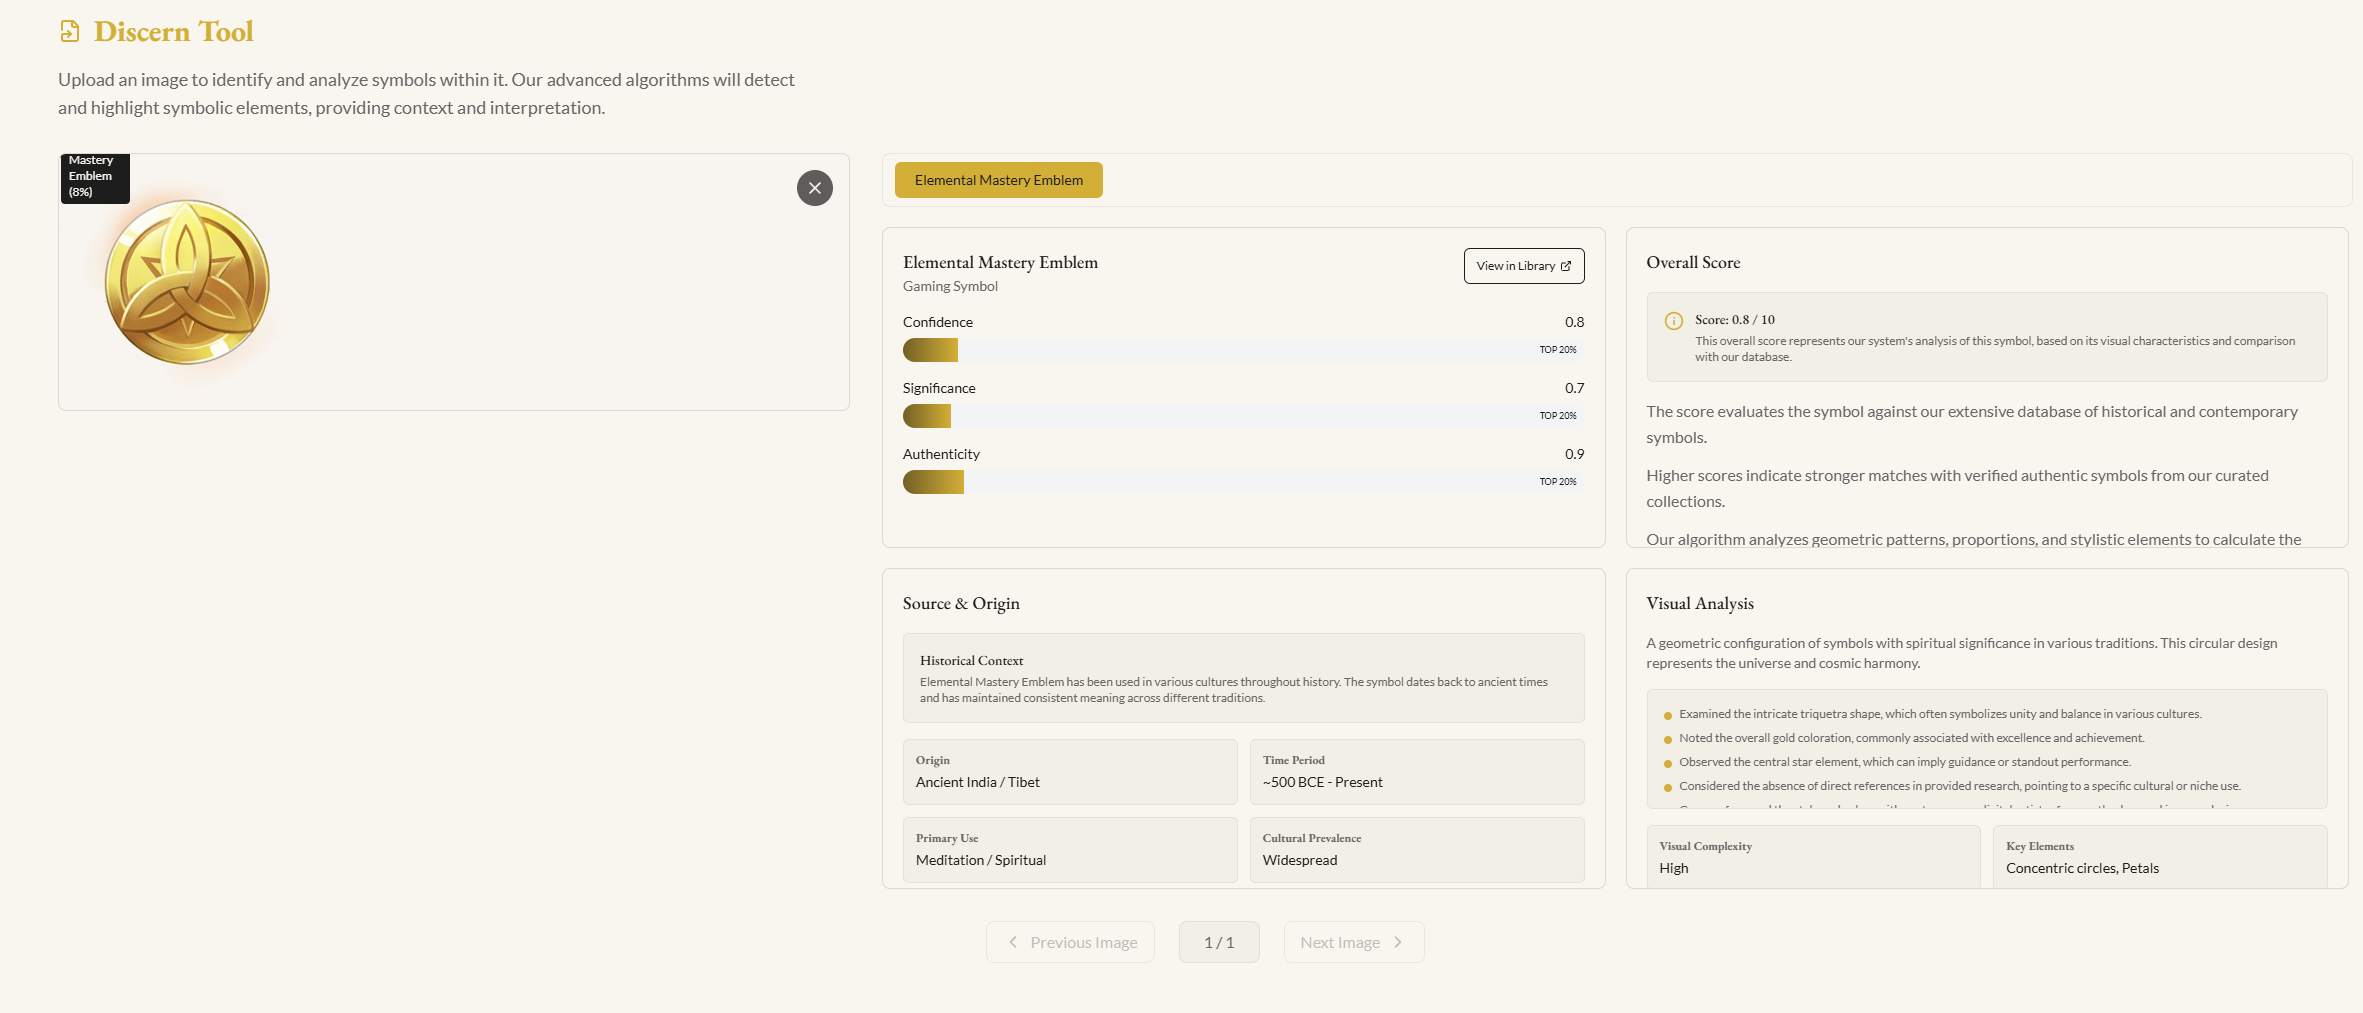 Discern Tool
Upload an image to identify and analyze symbols within it. Our advanced algorithms will detect
and highlight symbolic elements, providing context and interpretation.
Mastery
Emblem
(8%)
Elemental Mastery Emblem
Elemental Mastery Emblem
Gaming Symbol
View in Library
Confidence
0.8
TOP 20%
Significance
0.7
TOP 20%
Authenticity
0.9
TOP 20%
Overall Score
Score: 0.8 / 10
This overall score represents our system's analysis of this symbol, based on its visual characteristics and comparison
with our database.
The score evaluates the symbol against our extensive database of historical and contemporary
symbols.
Higher scores indicate stronger matches with verified authentic symbols from our curated
collections.
Our algorithm analyzes geometric patterns, proportions, and stylistic elements to calculate the
Source & Origin
Historical Context
Elemental Mastery Emblem has been used in various cultures throughout history. The symbol dates back to ancient times
and has maintained consistent meaning across different traditions.
Origin
Ancient India / Tibet
Time Period
~500 BCE - Present
Primary Use
Meditation / Spiritual
Cultural Prevalence
Widespread
Visual Analysis
A geometric configuration of symbols with spiritual significance in various traditions. This circular design
represents the universe and cosmic harmony.
Examined the intricate triquetra shape, which often symbolizes unity and balance in various cultures.
Noted the overall gold coloration, commonly associated with excellence and achievement.
Observed the central star element, which can imply guidance or standout performance.
Considered the absence of direct references in provided research, pointing to a specific cultural or niche use.
Visual Complexity
High
Key Elements
Concentric circles, Petals
Previous Image
1 / 1
Next Image